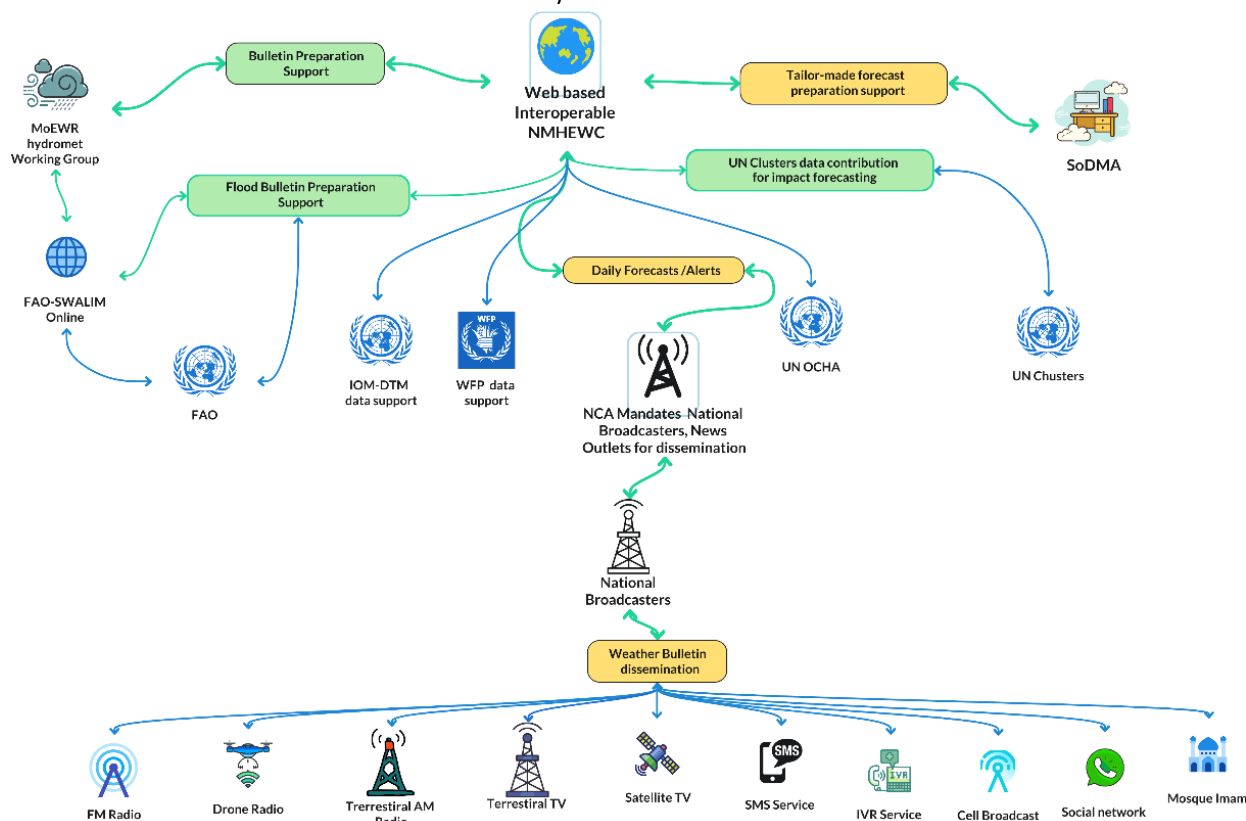 Bulletin Preparation
Support
Web based
Interoperable
NMHEWC
Tailor-made forecast
preparation support
MoEWR
hydromet
Working Group
SoDMA
UN Clusters data contribution
for impact forecasting
Flood Bulletin Preparation
Support
Daily Forecasts /Alerts
FAO-SWALIM
Online
FAO
IOM-DTM
data support
WFP
WFP data
support
UN OCHA
UN Chusters
NCA Mandates National
Broadcasters, News
Outlets for dissemination
National
Broadcasters
Weather Bulletin
dissemination
FM Radio
Drone Radio
Trerrestiral AM
Radio
Terrestiral TV
Satellite TV
SMS
SMS Service
IVR
IVR Service
Cell Broadcast
Social network
Mosque Imam